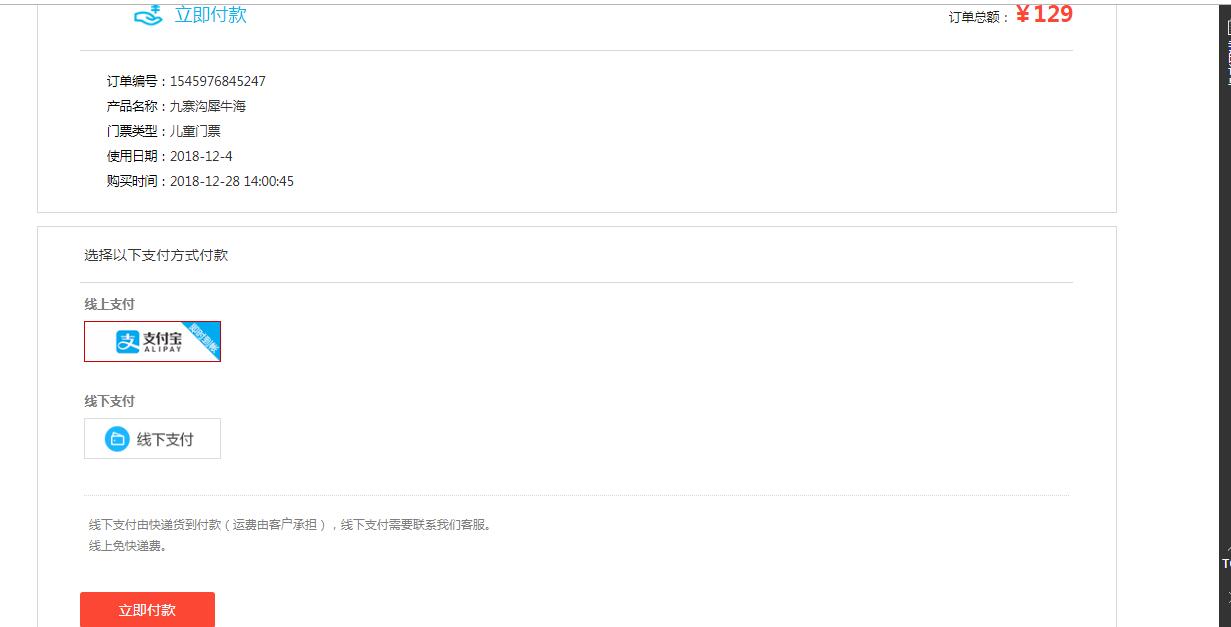 立即付款
订单总额：￥129
订单编号：1545976845247
产品名称：九寨沟犀牛海
门票类型：儿童门票
使用日期：2018-12-4
购买时间：2018-12-28 14:00:45
选择以下支付方式付款
线上支付
支付宝
ALIPAY
线下支付
线下支付
线下支付由快递货到付款（运费由客户承担），线下支付需要联系我们客服。
线上免快递费。
立即付款